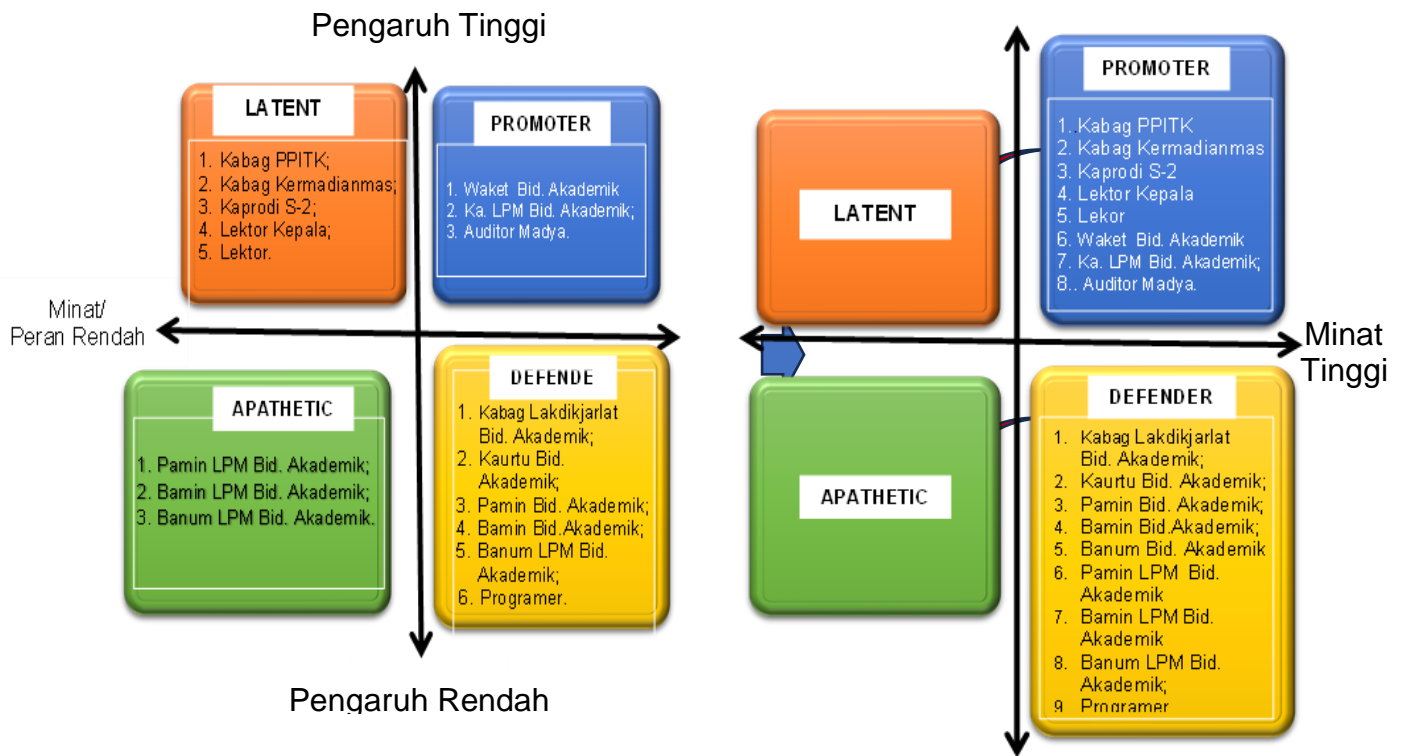 Pengaruh Tinggi
LATENT
1. Kabag PPITK;
2. Kabag Kermadianmas;
3. Kaprodi S-2;
4. Lektor Kepala;
5. Lektor.
PROMOTER
1. Waket Bid. Akademik
2. Ka. LPM Bid. Akademik;
3. Auditor Madya.
Minat/
Peran Rendah
APATHETIC
1. Pamin LPM Bid. Akademik;
2. Bamin LPM Bid. Akademik;
3. Banum LPM Bid. Akademik.
DEFENDE
1. Kabag Lakdikjarlat
Bid. Akademik;
2. Kaurtu Bid.
Akademik;
3. Pamin Bid. Akademik;
4. Bamin Bid.Akademik;
5. Banum LPM Bid.
Akademik;
6. Programer.
Pengaruh Rendah
LATENT
PROMOTER
1..Kabag PPITK
2. Kabag Kermadianmas
3. Kaprodi S-2
4. Lektor Kepala
5. Lekor
6. Waket Bid. Akademik
7. Ka. LPM Bid. Akademik;
8.. Auditor Madya.
Minat
Tinggi
APATHETIC
DEFENDER
1. Kabag Lakdikjarlat
Bid. Akademik;
2. Kaurtu Bid. Akademik;
3. Pamin Bid. Akademik;
4. Bamin Bid.Akademik;
5. Banum Bid. Akademik
6. Pamin LPM Bid.
Akademik
7. Bamin LPM Bid.
Akademik
8. Banum LPM Bid.
Akademik;
9. Programer